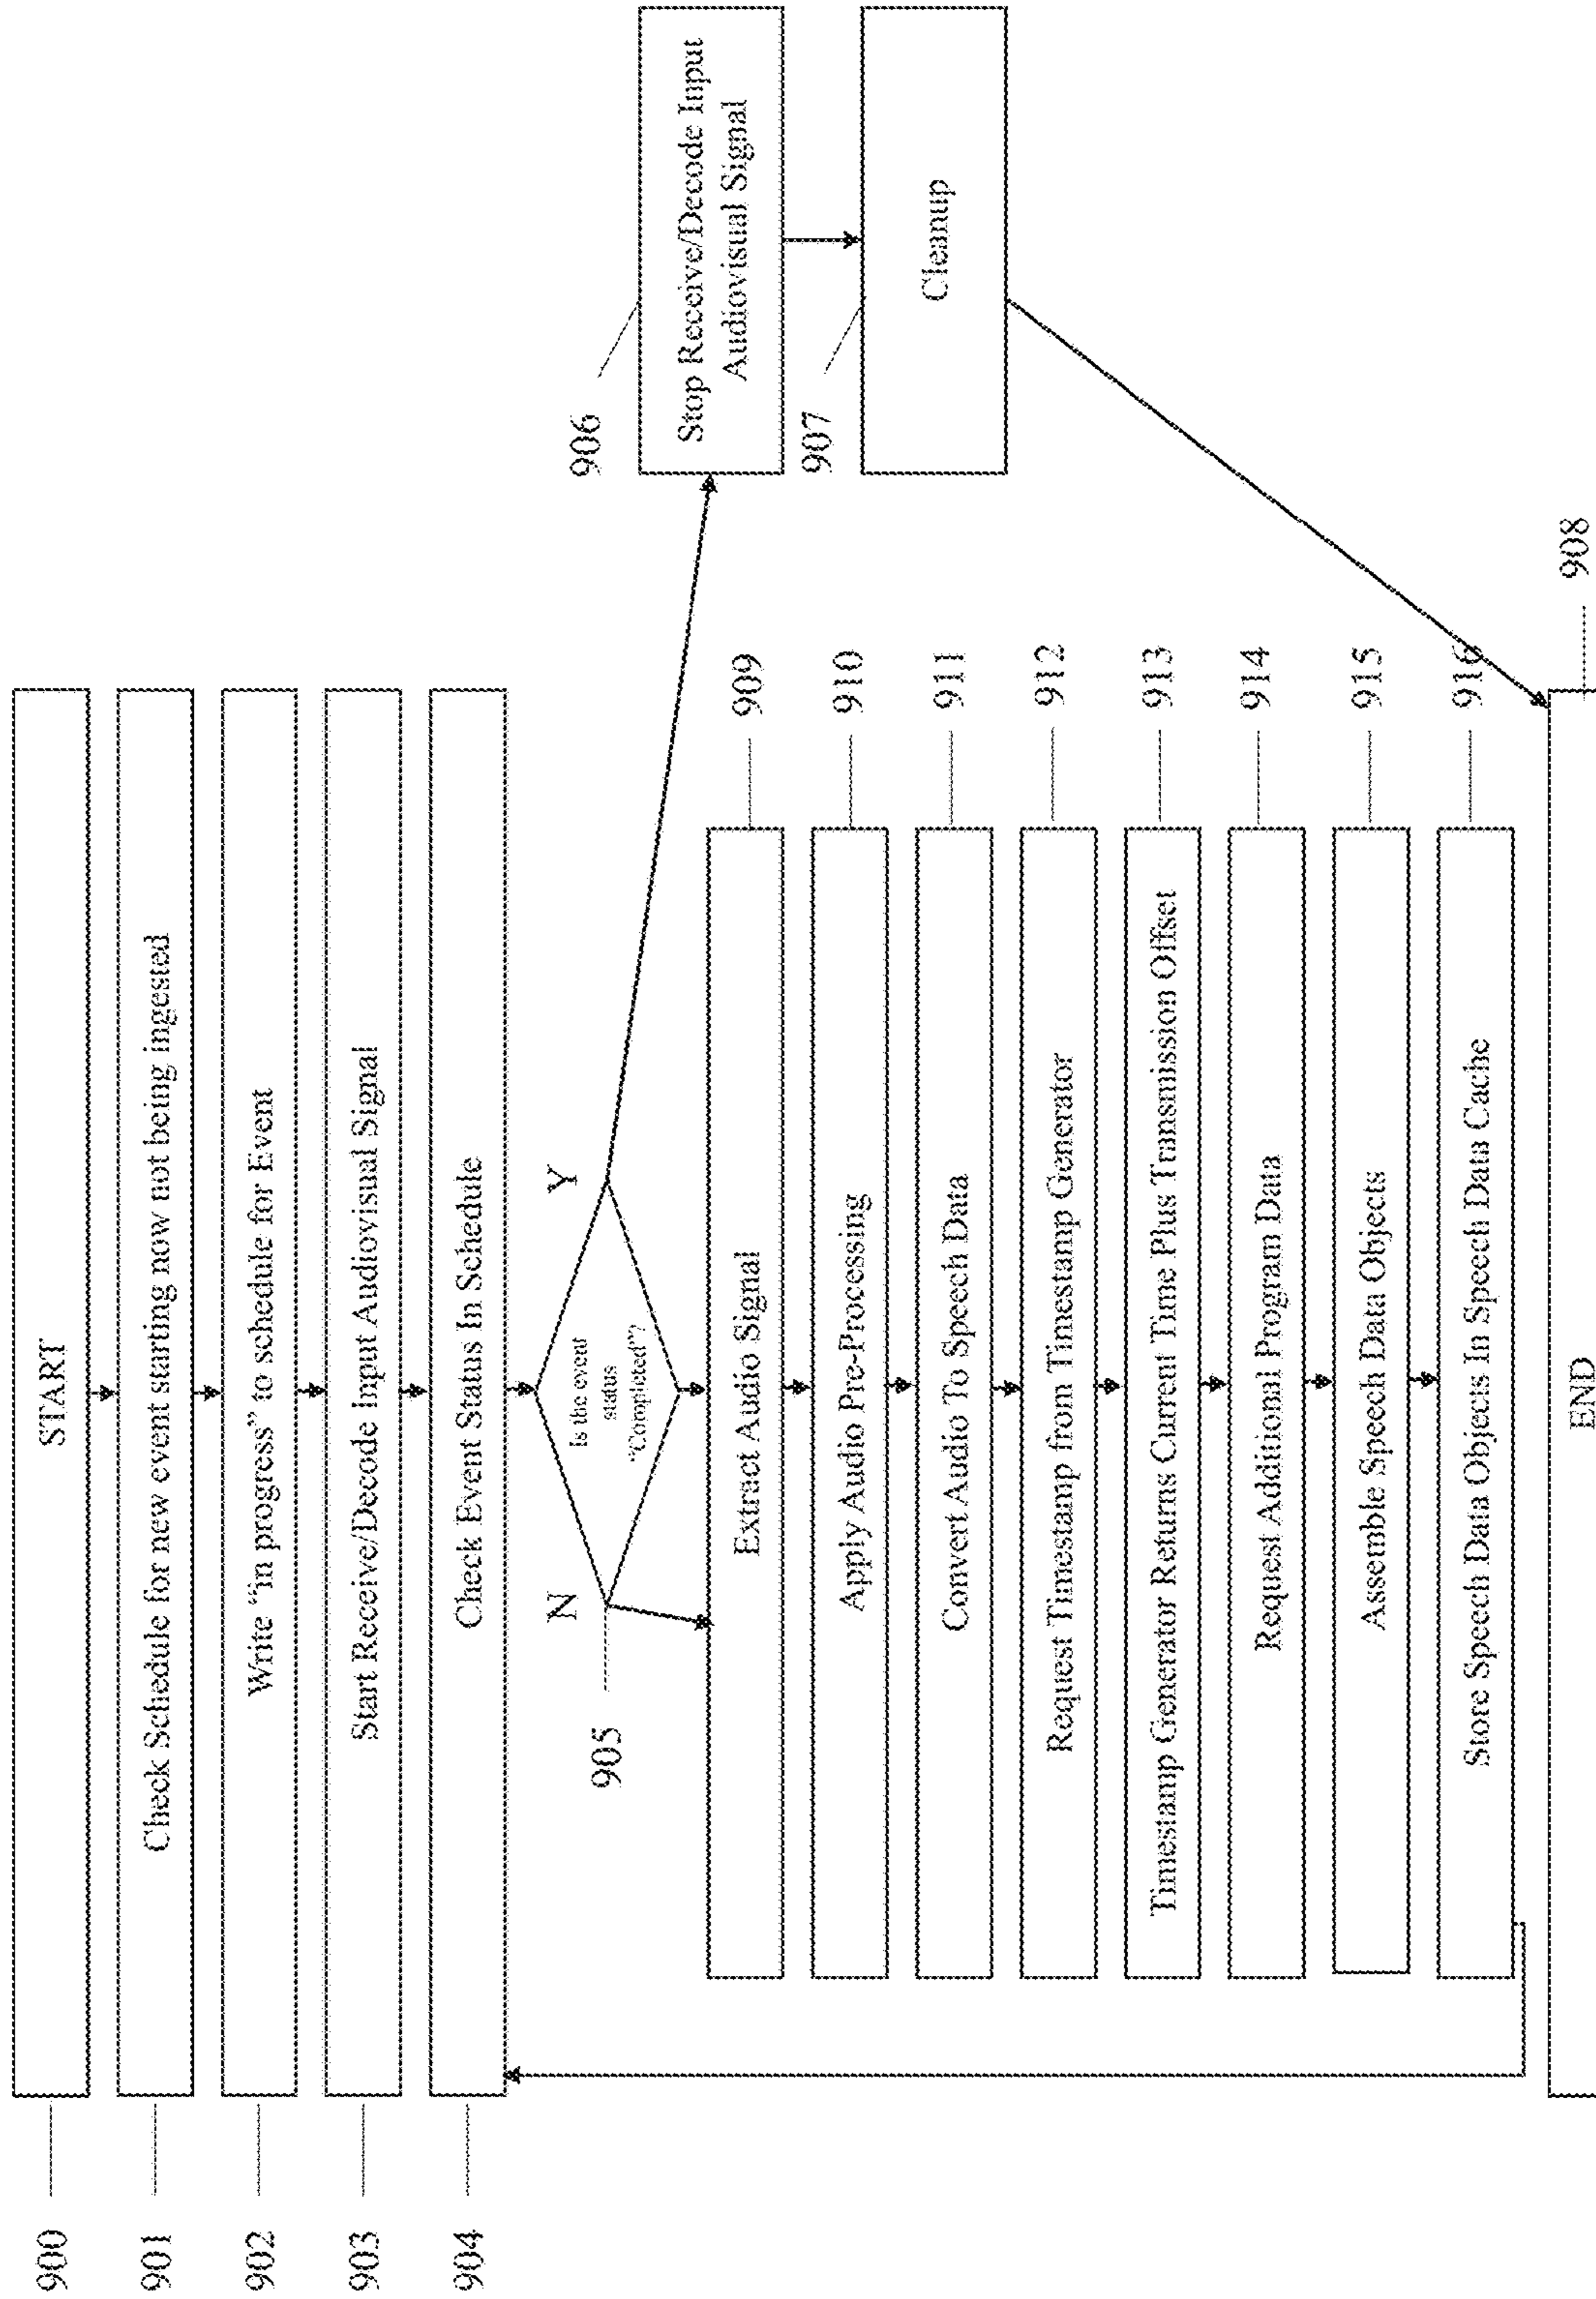 900
START
901
Check Schedule for new event starting now not being ingested
902
Write “in progress” to schedule for Event
903
Start Receive/Decode Input Audiovisual Signal
904
Check Event Status In Schedule
905
N
Is the event
status
“Completed”?
Y
906
Stop Receive/Decode Input
Audiovisual Signal
907
Cleanup
Extract Audio Signal
909
Apply Audio Pre-Processing
910
Convert Audio To Speech Data
911
Request Timestamp from Timestamp Generator
912
Timestamp Generator Returns Current Time Plus Transmission Offset
913
Request Additional Program Data
914
Assemble Speech Data Objects
915
Store Speech Data Objects In Speech Data Cache
916
END
908